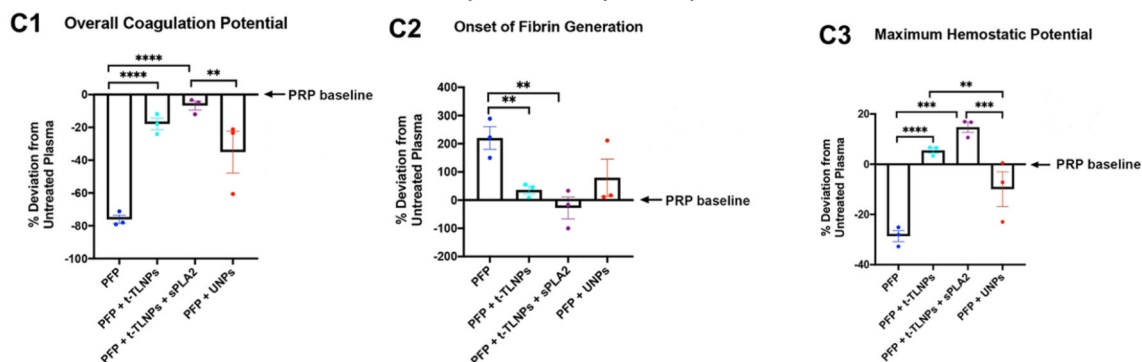 C1 Overall Coagulation Potential
****
****
**
0
-20
-40
-60
-80
-100
% Deviation from
Untreated Plasma
PRP baseline
PFP
PFP + t-TLNPs
PFP + t-TLNPs + sPLA2
PFP + UNPs
C2 Onset of Fibrin Generation
**
**
400
300
200
100
0
-100
-200
% Deviation from
Untreated Plasma
PRP baseline
PFP
PFP + t-TLNPs
PFP + t-TLNPs + sPLA2
PFP + UNPs
C3 Maximum Hemostatic Potential
**
***
***
****
20
0
-20
-40
% Deviation from
Untreated Plasma
PRP baseline
PFP
PFP + t-TLNPs
PFP + t-TLNPs + sPLA2
PFP + UNPs